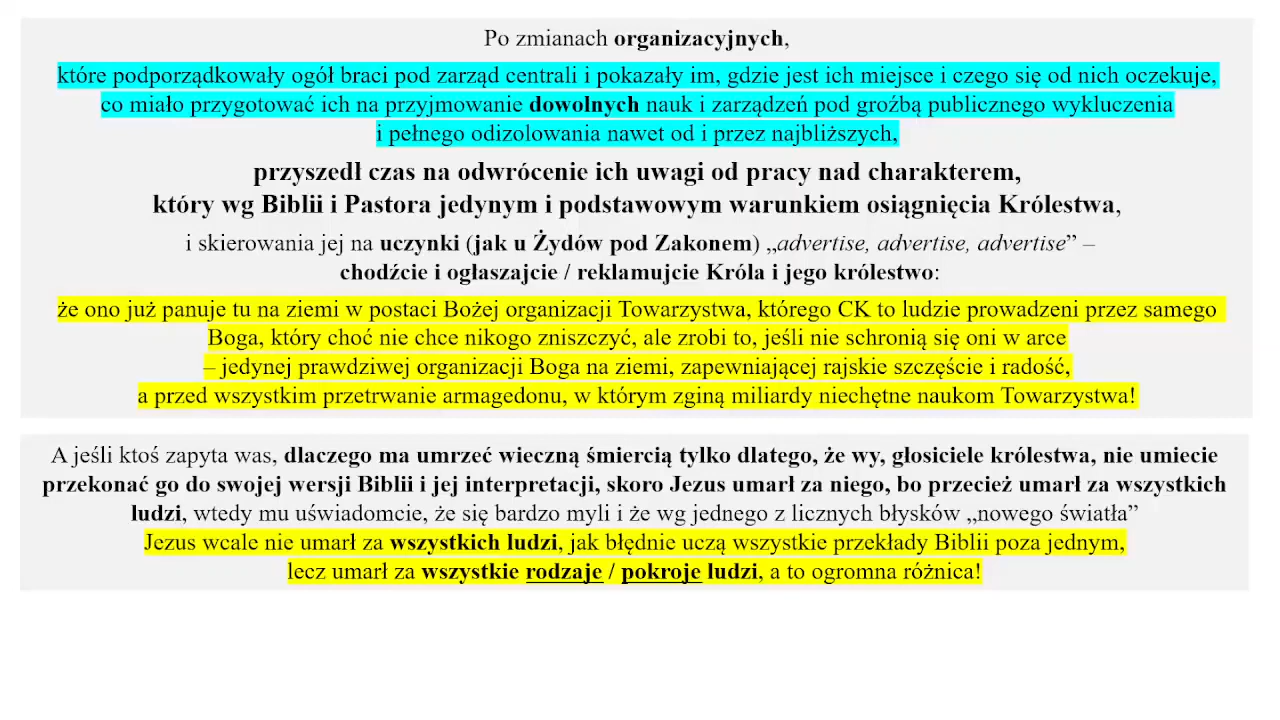 Po zmianach organizacyjnych,
które podporządkowały ogół braci pod zarząd centrali i pokazały im, gdzie jest ich miejsce i czego się od nich oczekuje,
co miało przygotować ich na przyjmowanie dowolnych nauk i zarządzeń pod groźbą publicznego wykluczenia
i pełnego odizolowania nawet od i przez najbliższych,
przyszedł czas na odwrócenie ich uwagi od pracy nad charakterem,
który wg Biblii i Pastora jedynym i podstawowym warunkiem osiągnięcia Królestwa,
i skierowania jej na uczynki (jak u Żydów pod Zakonem) „advertise, advertise, advertise” –
chodźcie i ogłaszajcie / reklamujcie Króla i jego królestwo:
że ono już panuje tu na ziemi w postaci Bożej organizacji Towarzystwa, którego CK to ludzie prowadzeni przez samego
Boga, który choć nie chce nikogo zniszczyć, ale zrobi to, jeśli nie schronią się oni w arce
– jedynej prawdziwej organizacji Boga na ziemi, zapewniającej rajskie szczęście i radość,
a przed wszystkim przetrwanie armagedonu, w którym zginą miliardy niechętne naukom Towarzystwa!
A jeśli ktoś zapyta was, dlaczego ma umrzeć wieczną śmiercią tylko dlatego, że wy, głosiciele królestwa, nie umiecie
przekonać go do swojej wersji Biblii i jej interpretacji, skoro Jezus umarł za niego, bo przecież umarł za wszystkich
ludzi, wtedy mu uświadomcie, że się bardzo myli i że wg jednego z licznych błysków „nowego światła”
Jezus wcale nie umarł za wszystkich ludzi, jak błędnie uczą wszystkie przekłady Biblii poza jednym,
lecz umarł za wszystkie rodzaje / pokroje ludzi, a to ogromna różnica!